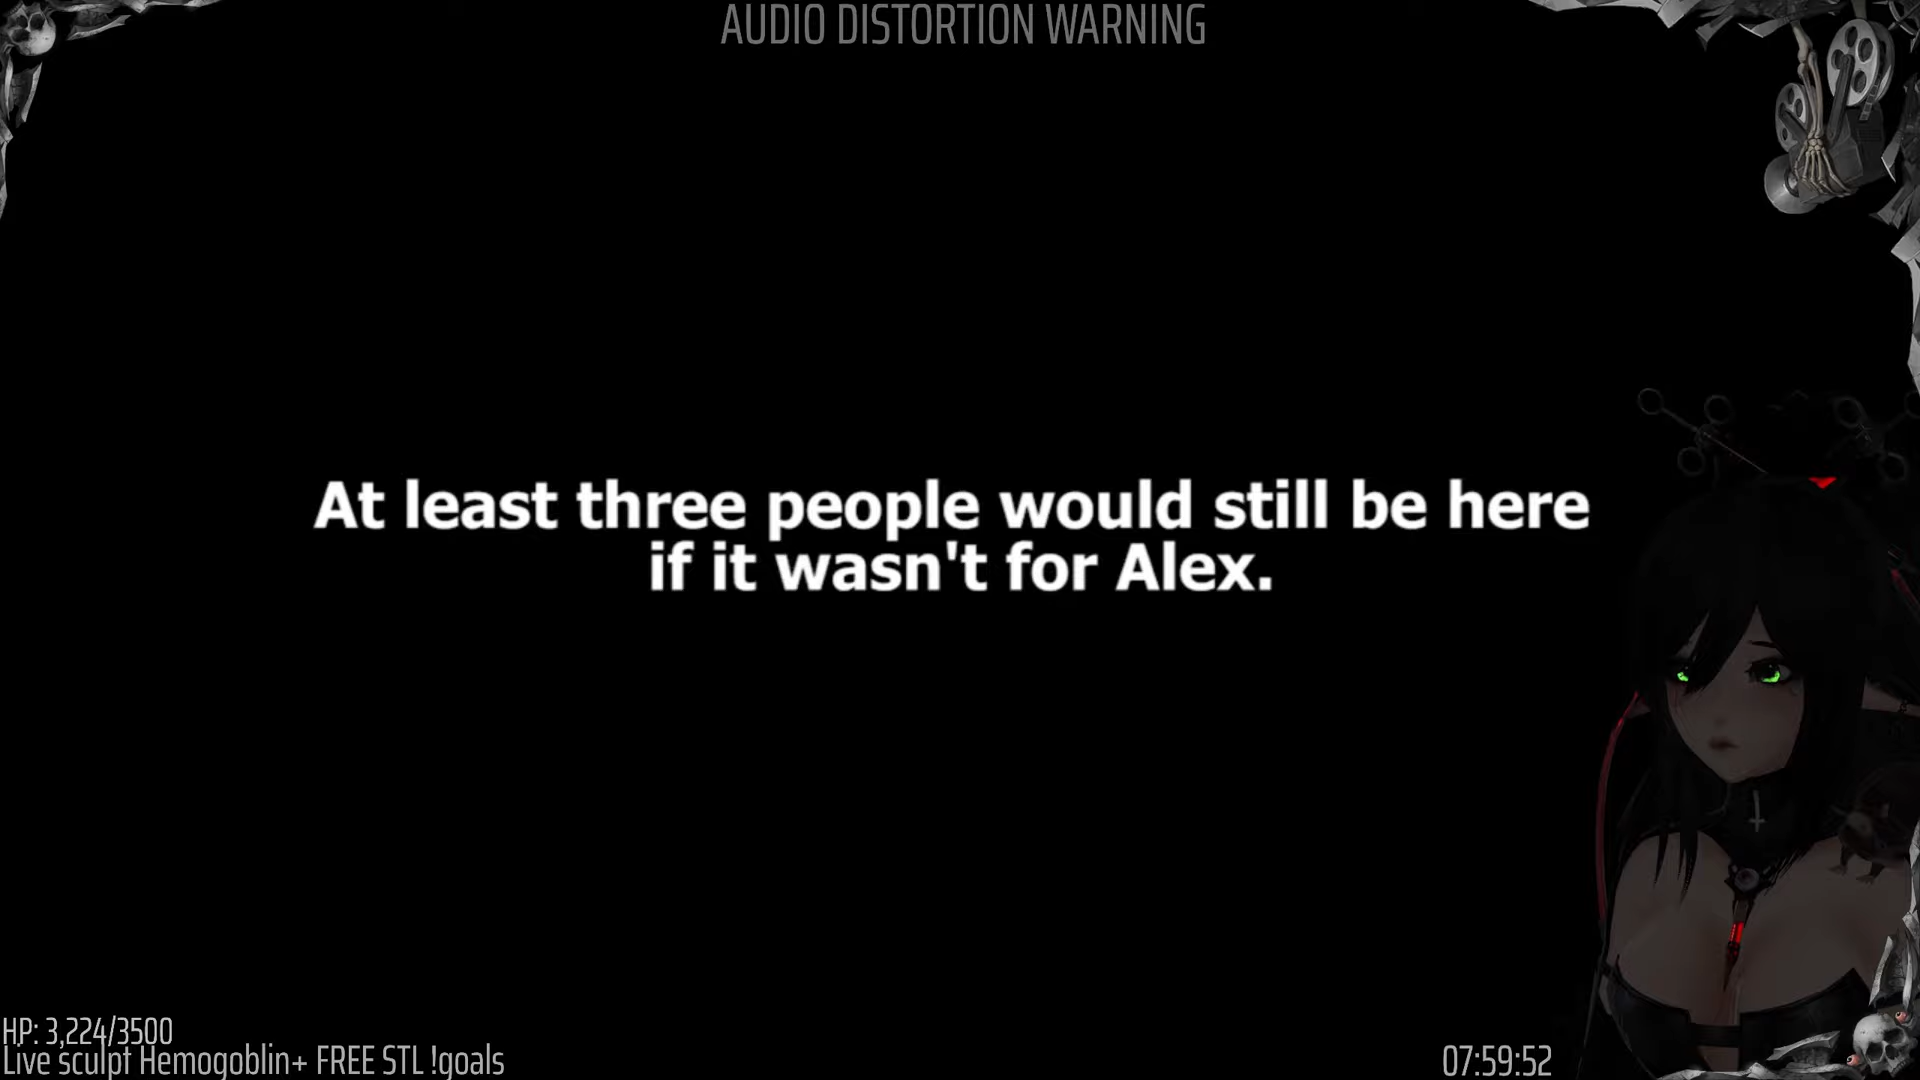 AUDIO DISTORTION WARNING
At least three people would still be here
if it wasn't for Alex.
HP: 3,224/3500
Live sculpt Hemogoblin+ FREE STL !goals
07:59:52